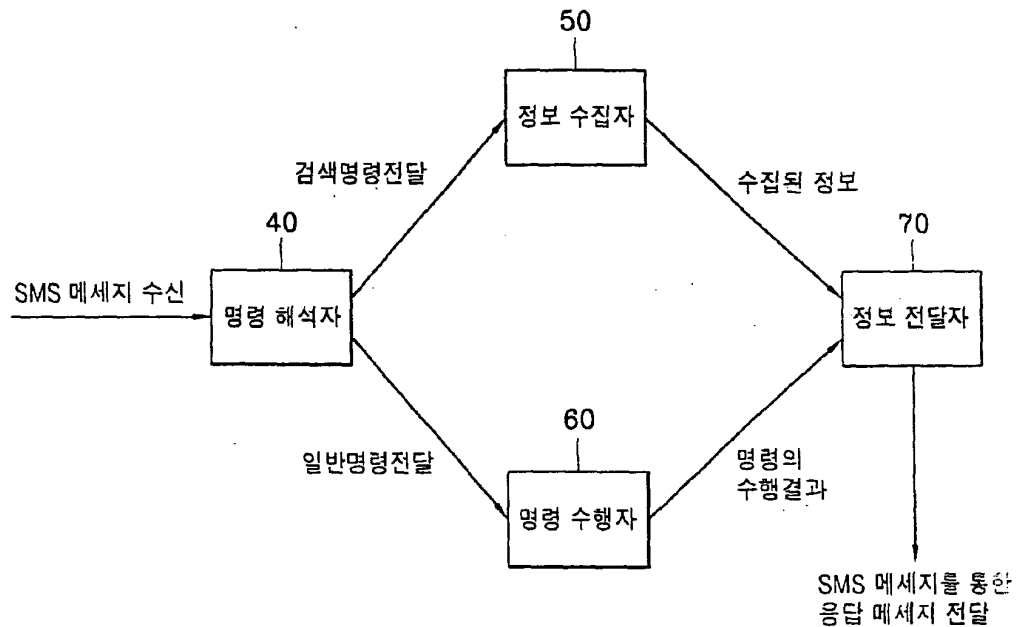 50
정보 수집자
검색명령전달
수집된 정보
40
70
SMS 메세지 수신
명령 해석자
정보 전달자
60
일반명령전달
명령의
수행결과
명령 수행자
SMS 메세지를 통한
응답 메세지 전달